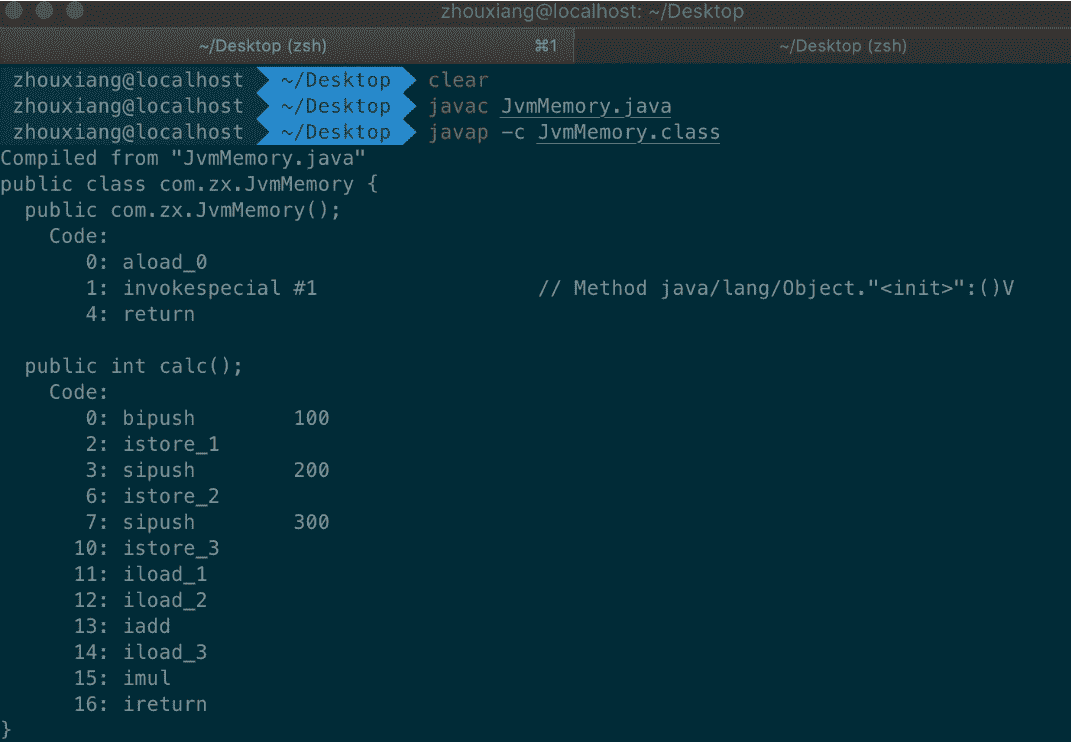 zhouxiang@localhost: ~/Desktop
~/Desktop (zsh) ⌘1 ~/Desktop (zsh)
zhouxiang@localhost ~/Desktop clear
zhouxiang@localhost ~/Desktop javac JvmMemory.java
zhouxiang@localhost ~/Desktop javap -c JvmMemory.class
Compiled from "JvmMemory.java"
public class com.zx.JvmMemory {
  public com.zx.JvmMemory();
    Code:
       0: aload_0
       1: invokespecial #1                  // Method java/lang/Object."<init>":()V
       4: return

  public int calc();
    Code:
       0: bipush        100
       2: istore_1
       3: sipush        200
       6: istore_2
       7: sipush        300
      10: istore_3
      11: iload_1
      12: iload_2
      13: iadd
      14: iload_3
      15: imul
      16: ireturn
}